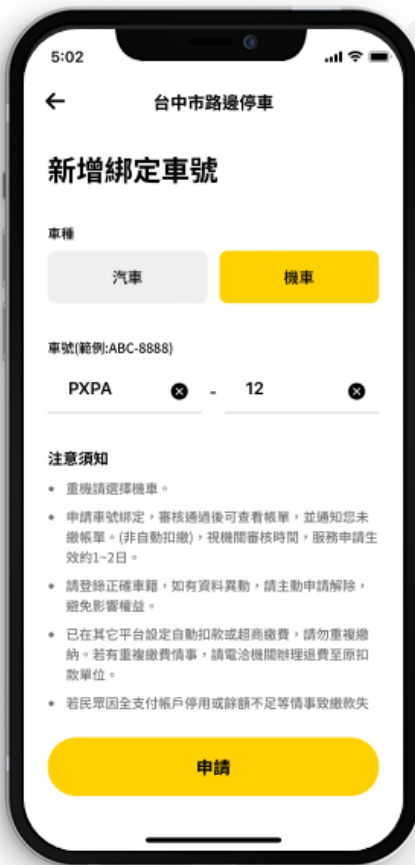 5:02
台中市路邊停車
新增綁定車號
車種
汽車 機車
車號(範例:ABC-8888)
PXPA - 12
注意須知
• 重機請選擇機車。
• 申請車號綁定，審核通過後可查看帳單，並通知您未
繳帳單。(非自動扣繳)，視機關審核時間，服務申請生
效約1~2日。
• 請登錄正確車籍，如有資料異動，請主動申請解除，
避免影響權益。
• 已在其它平台設定自動扣款或超商繳費，請勿重複繳
納。若有重複繳費情事，請電洽機關辦理退費至原扣
款單位。
• 若民眾因全支付帳戶停用或餘額不足等情事致繳款失
申請